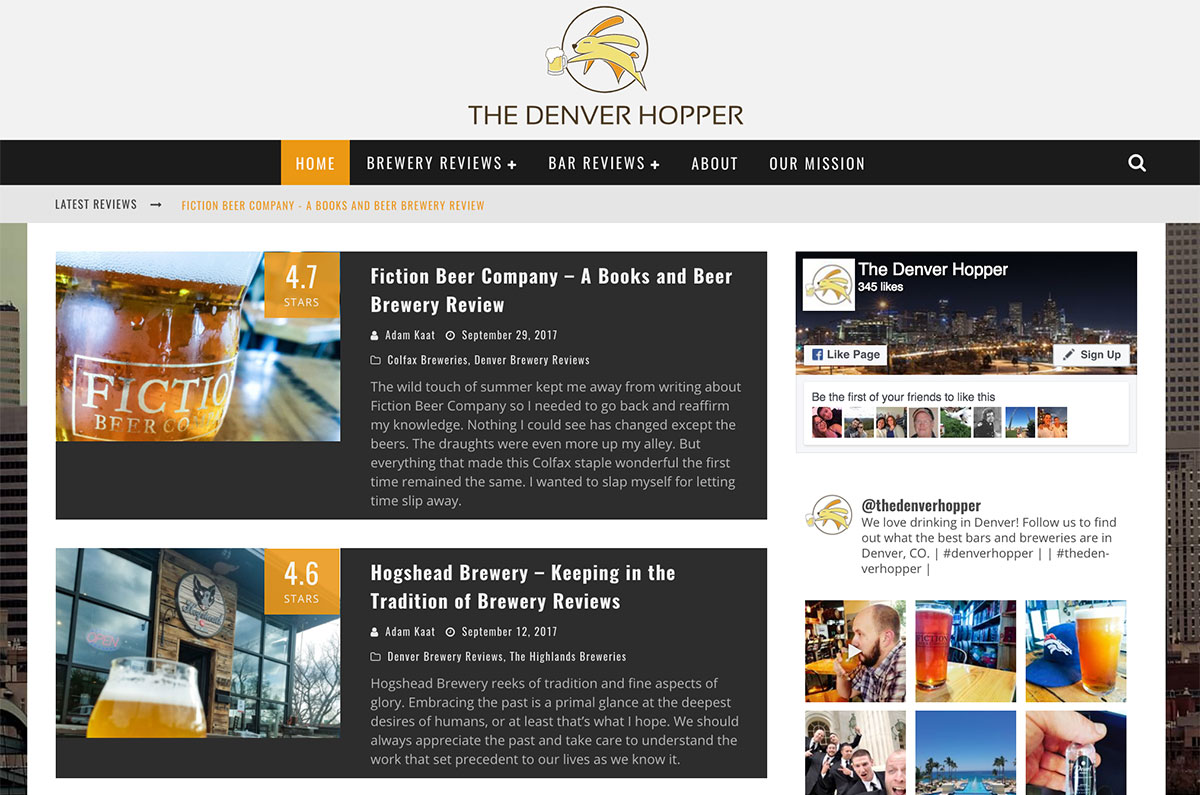 THE DENVER HOPPER
HOME
BREWERY REVIEWS +
BAR REVIEWS +
ABOUT
OUR MISSION
LATEST REVIEWS →
FICTION BEER COMPANY - A BOOKS AND BEER BREWERY REVIEW
4.7
STARS
FICTION
BEER CO
Fiction Beer Company – A Books and Beer
Brewery Review
Adam Kaat September 29, 2017
Colfax Breweries, Denver Brewery Reviews
The wild touch of summer kept me away from writing about
Fiction Beer Company so I needed to go back and reaffirm
my knowledge. Nothing I could see has changed except the
beers. The draughts were even more up my alley. But
everything that made this Colfax staple wonderful the first
time remained the same. I wanted to slap myself for letting
time slip away.
4.6
STARS
Hogshead
OPEN
Hogshead Brewery – Keeping in the
Tradition of Brewery Reviews
Adam Kaat September 12, 2017
Denver Brewery Reviews, The Highlands Breweries
Hogshead Brewery reeks of tradition and fine aspects of
glory. Embracing the past is a primal glance at the deepest
desires of humans, or at least that’s what I hope. We should
always appreciate the past and take care to understand the
work that set precedent to our lives as we know it.
The Denver Hopper
345 likes
Like Page
Sign Up
Be the first of your friends to like this
@thedenverhopper
We love drinking in Denver! Follow us to find
out what the best bars and breweries are in
Denver, CO. | #denverhopper | | #theden-
verhopper |
FICTION